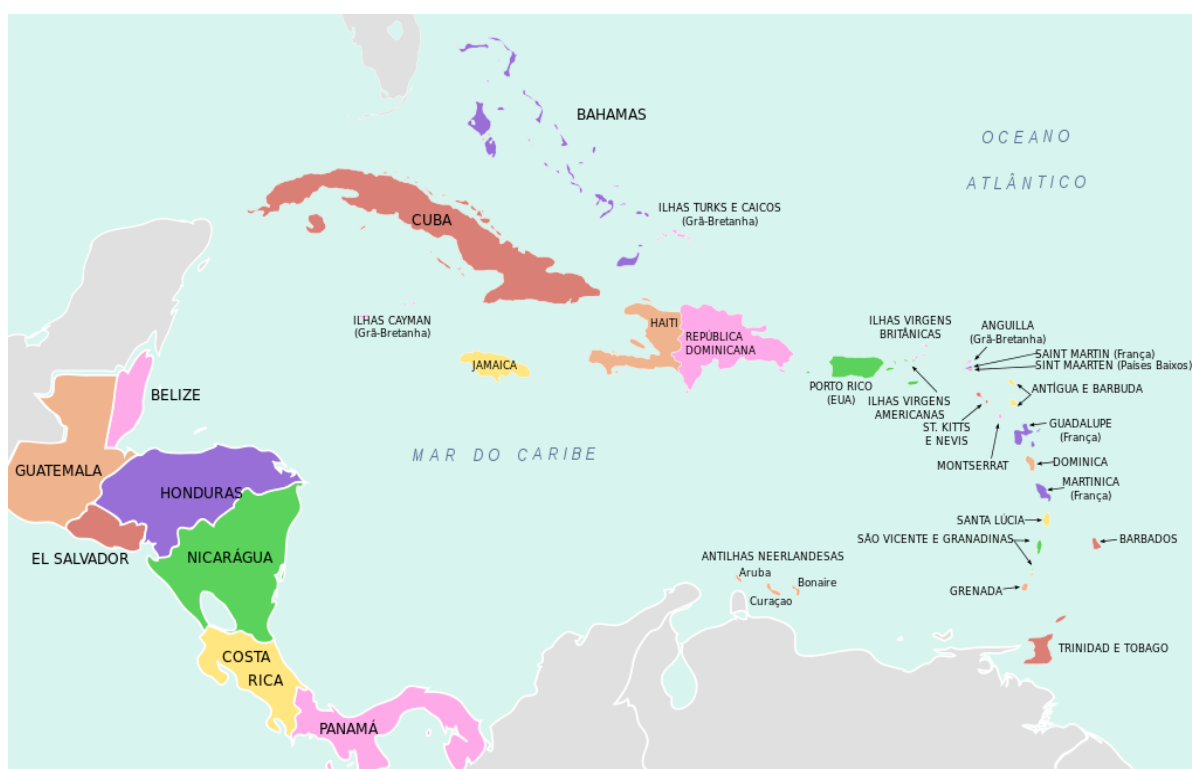 BAHAMAS
OCEANO
ATLÂNTICO
CUBA
ILHAS TURKS E CAICOS
(Grã-Bretanha)
ILHAS CAYMAN
(Grã-Bretanha)
HAITI
REPÚBLICA
DOMINICANA
ILHAS VIRGENS
BRITÂNICAS
ANGUILLA
(Grã-Bretanha)
SAINT MARTIN (França)
SINT MAARTEN (Países Baixos)
JAMAICA
PORTO RICO
(EUA)
ILHAS VIRGENS
AMERICANAS
ANTÍGUA E BARBUDA
BELIZE
ST. KITTS
E NEVIS
GUADALUPE
(França)
MAR DO CARIBE
MONTSERRAT
DOMINICA
GUATEMALA
HONDURAS
MARTINICA
(França)
SANTA LÚCIA
SÃO VICENTE E GRANADINAS
BARBADOS
EL SALVADOR
NICARÁGUA
ANTILHAS NEERLANDESAS
Aruba
Bonaire
Curaçao
GRENADA
COSTA
RICA
TRINIDAD E TOBAGO
PANAMÁ